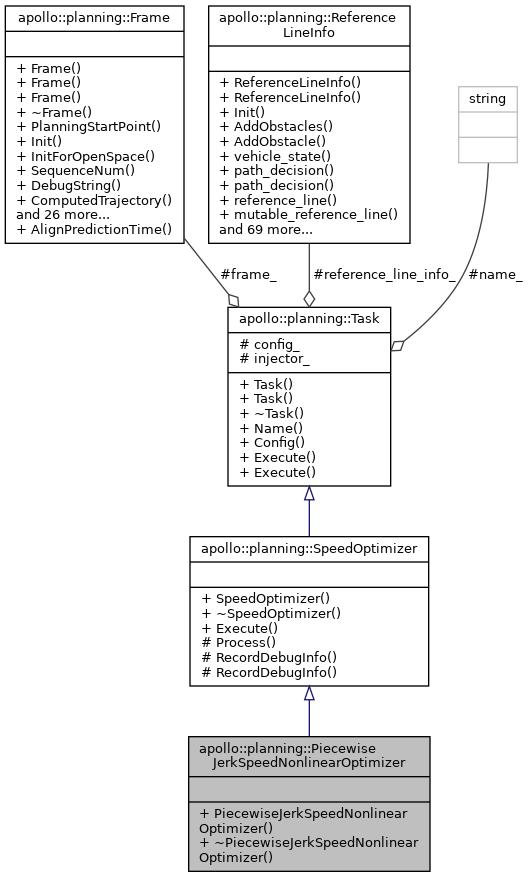 apollo::planning::Frame
+ Frame()
+ Frame()
+ Frame()
+ ~Frame()
+ PlanningStartPoint()
+ Init()
+ InitForOpenSpace()
+ SequenceNum()
+ DebugString()
+ ComputedTrajectory()
and 26 more...
+ AlignPredictionTime()
apollo::planning::Reference
LineInfo
+ ReferenceLineInfo()
+ ReferenceLineInfo()
+ Init()
+ AddObstacles()
+ AddObstacle()
+ vehicle_state()
+ path_decision()
+ path_decision()
+ reference_line()
+ mutable_reference_line()
and 69 more...
string
#frame_
#reference_line_info_
#name_
apollo::planning::Task
# config_
# injector_
+ Task()
+ Task()
+ ~Task()
+ Name()
+ Config()
+ Execute()
+ Execute()
apollo::planning::SpeedOptimizer
+ SpeedOptimizer()
+ ~SpeedOptimizer()
+ Execute()
# Process()
# RecordDebugInfo()
# RecordDebugInfo()
apollo::planning::Piecewise
JerkSpeedNonlinearOptimizer
+ PiecewiseJerkSpeedNonlinear
Optimizer()
+ ~PiecewiseJerkSpeedNonlinear
Optimizer()